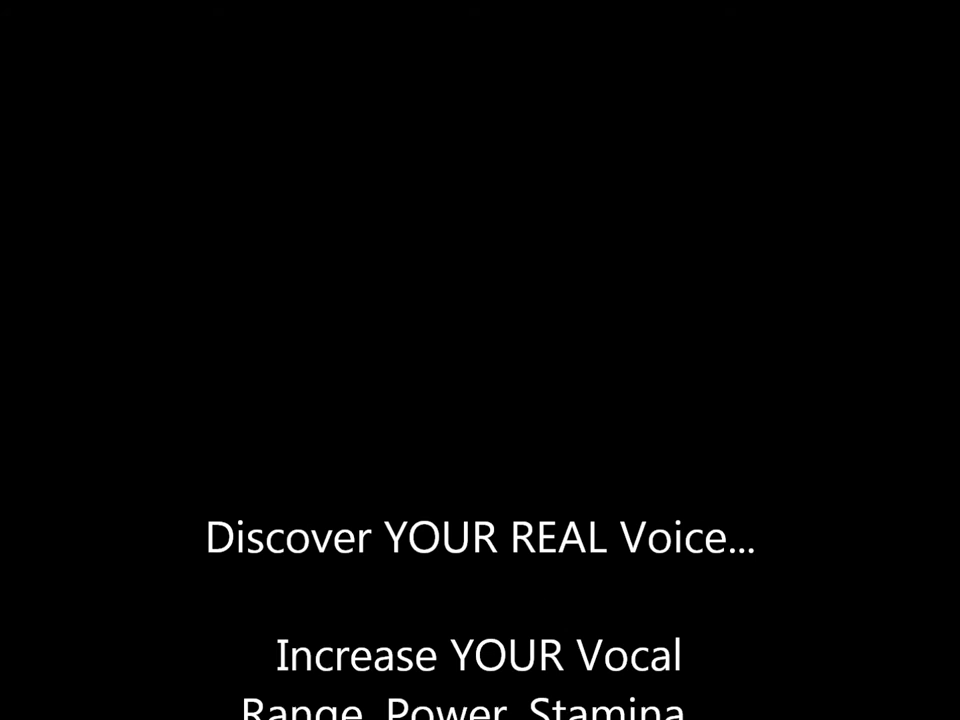 Discover YOUR REAL Voice...
Increase YOUR Vocal
Range, Power, Stamina...